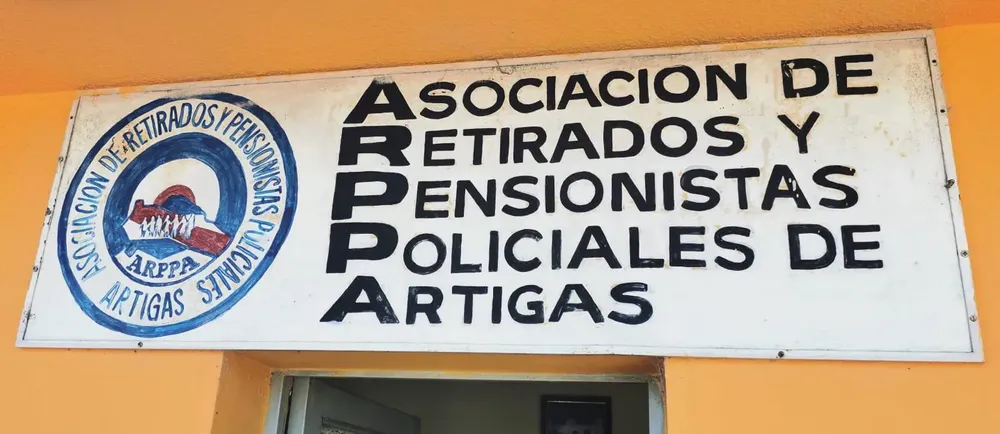 ASOCIACION DE RETIRADOS Y PENSIONISTAS POLICIALES
ARTIGAS
ARPPA
ASOCIACION DE
RETIRADOS Y
PENSIONISTAS
POLICIALES DE
ARTIGAS